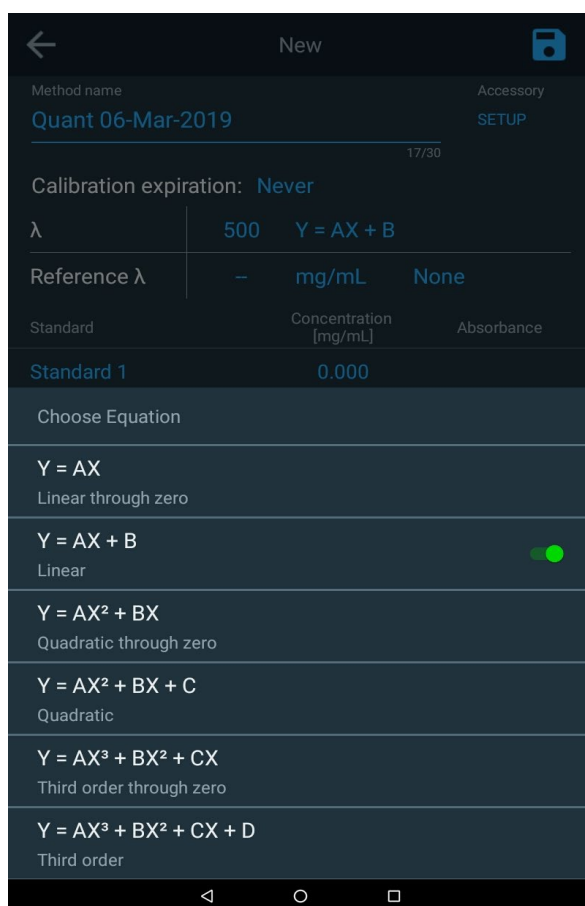 New
Method name
Accessory
Quant 06-Mar-2019
SETUP
17/30
Calibration expiration: Never
λ 500 Y = AX + B
Reference λ -- mg/mL None
Standard Concentration [mg/mL] Absorbance
Standard 1 0.000
Choose Equation
Y = AX
Linear through zero
Y = AX + B
Linear
Y = AX² + BX
Quadratic through zero
Y = AX² + BX + C
Quadratic
Y = AX³ + BX² + CX
Third order through zero
Y = AX³ + BX² + CX + D
Third order